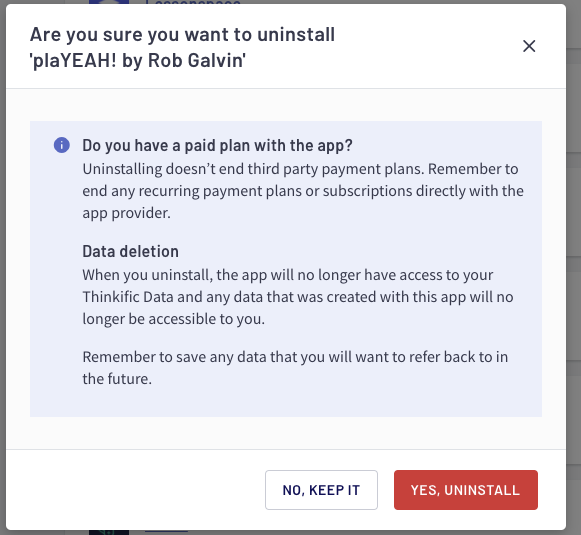 Are you sure you want to uninstall
'plaYEAH! by Rob Galvin'
Do you have a paid plan with the app?
Uninstalling doesn’t end third party payment plans. Remember to
end any recurring payment plans or subscriptions directly with the
app provider.
Data deletion
When you uninstall, the app will no longer have access to your
Thinkific Data and any data that was created with this app will no
longer be accessible to you.
Remember to save any data that you will want to refer back to in
the future.
NO, KEEP IT
YES, UNINSTALL